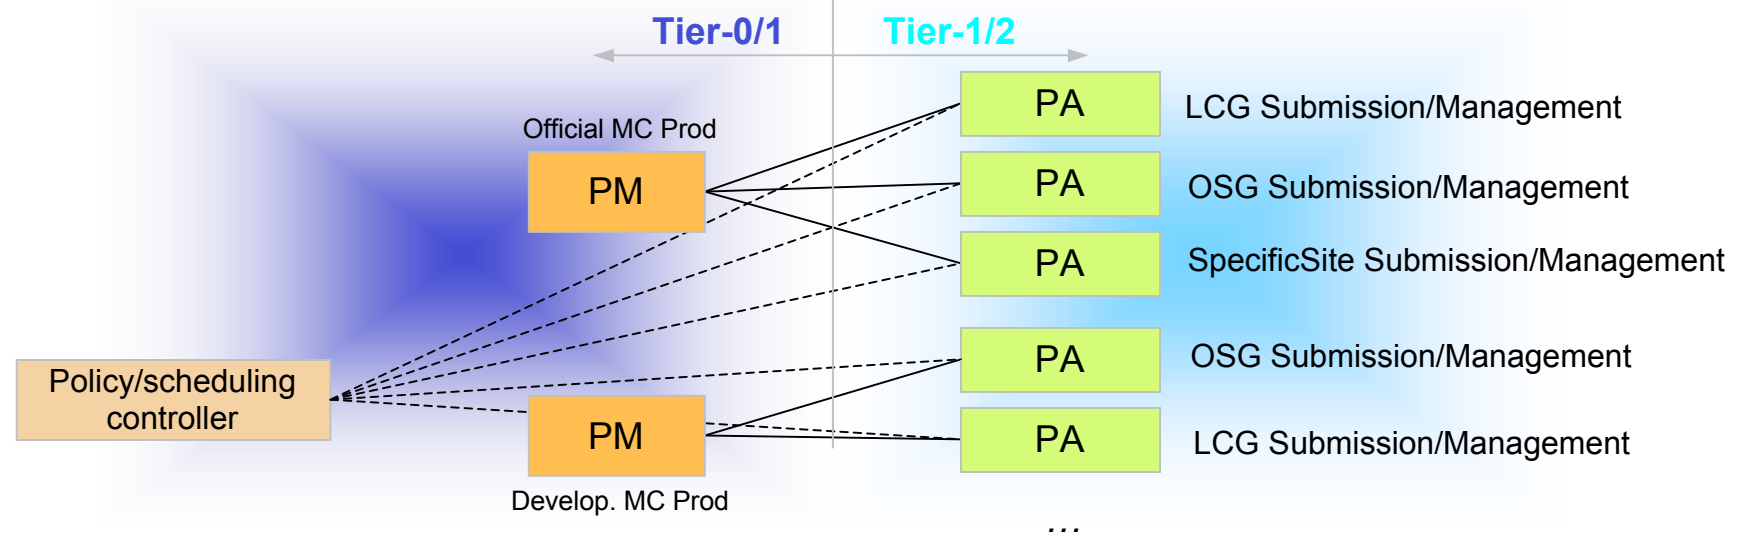 Tier-0/1
Tier-1/2
Official MC Prod
PM
PA
LCG Submission/Management
PA
OSG Submission/Management
PA
SpecificSite Submission/Management
Policy/scheduling
controller
PM
Develop. MC Prod
PA
OSG Submission/Management
PA
LCG Submission/Management
...